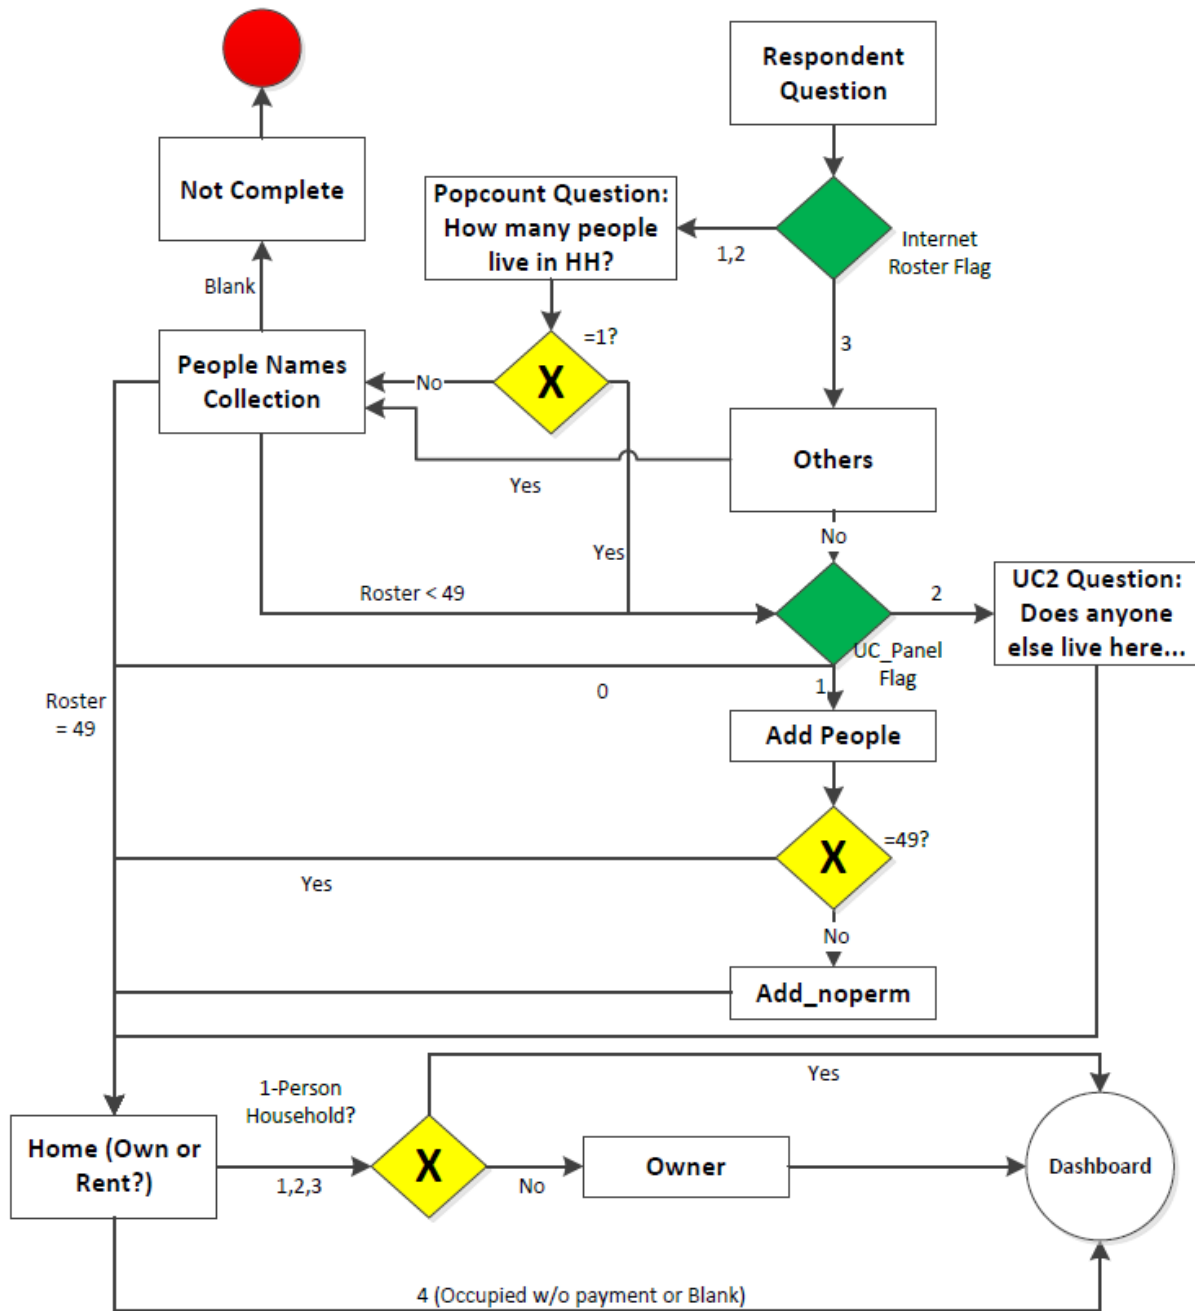 Respondent
Question
Not Complete
Popcount Question:
How many people
live in HH?
1,2
Internet
Roster Flag
Blank
=1?
3
People Names
Collection
No
X
Others
Yes
No
Yes
Roster < 49
2
UC2 Question:
Does anyone
else live here...
UC_Panel
Flag
0
1
Roster
= 49
Add People
X
=49?
Yes
No
Add_noperm
Yes
1-Person
Household?
Home (Own or
Rent?)
1,2,3
X
No
Owner
Dashboard
4 (Occupied w/o payment or Blank)